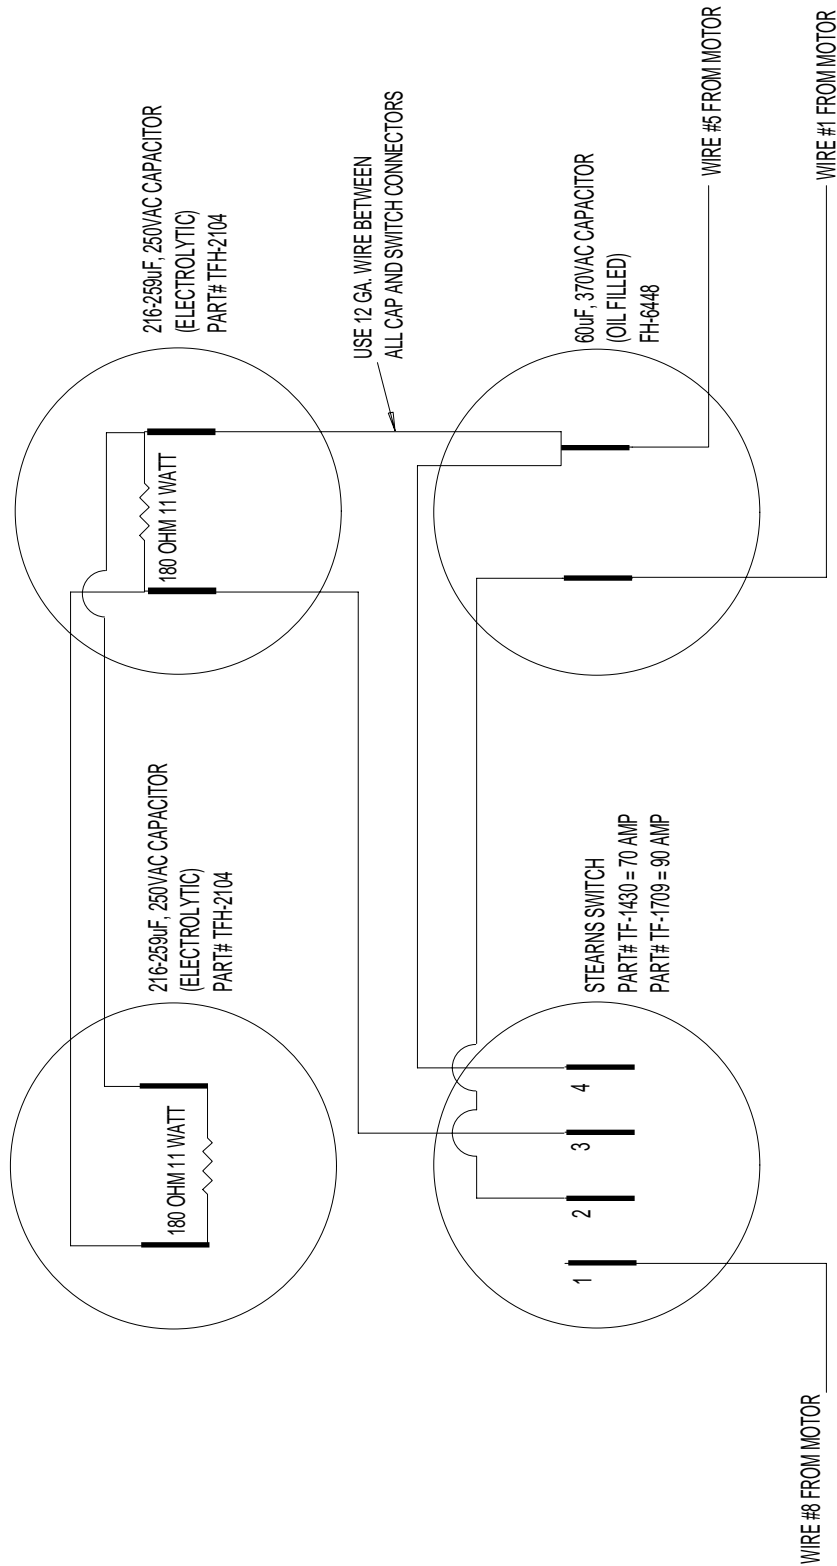 216-259uF, 250VAC CAPACITOR
(ELECTROLYTIC)
PART# TFH-2104
180 OHM 11 WATT
216-259uF, 250VAC CAPACITOR
(ELECTROLYTIC)
PART# TFH-2104
180 OHM 11 WATT
USE 12 GA. WIRE BETWEEN
ALL CAP AND SWITCH CONNECTORS
STEARNS SWITCH
PART# TF-1430 = 70 AMP
PART# TF-1709 = 90 AMP
1
2
3
4
60uF, 370VAC CAPACITOR
(OIL FILLED)
FH-6448
WIRE #5 FROM MOTOR
WIRE #8 FROM MOTOR
WIRE #1 FROM MOTOR